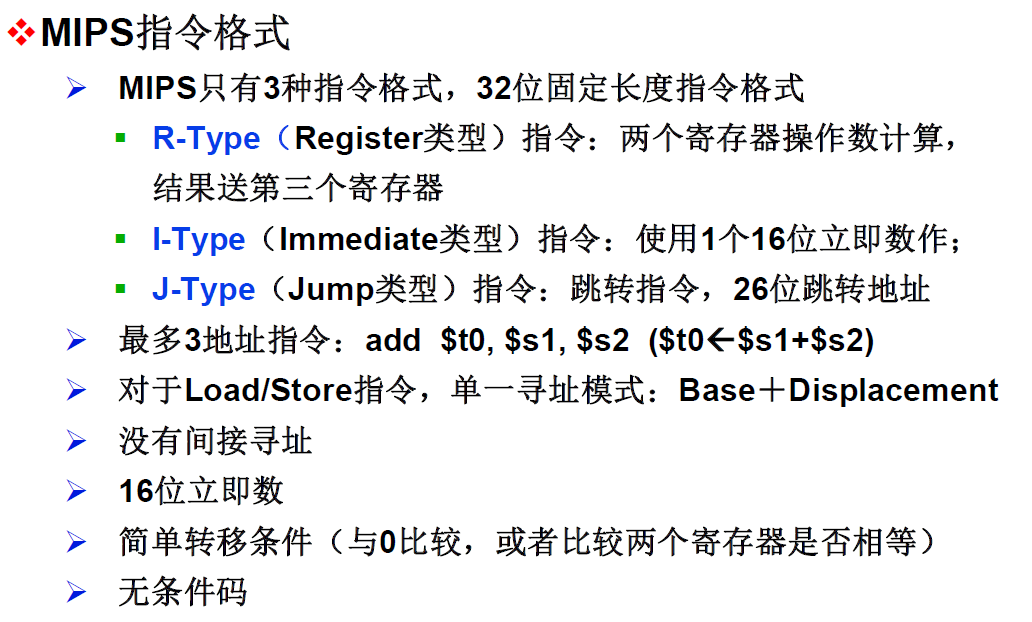 MIPS指令格式
MIPS只有3种指令格式，32位固定长度指令格式
R-Type（Register类型）指令：两个寄存器操作数计算，
结果送第三个寄存器
I-Type（Immediate类型）指令：使用1个16位立即数作；
J-Type（Jump类型）指令：跳转指令，26位跳转地址
最多3地址指令：add $t0, $s1, $s2 ($t0←$s1+$s2)
对于Load/Store指令，单一寻址模式：Base＋Displacement
没有间接寻址
16位立即数
简单转移条件（与0比较，或者比较两个寄存器是否相等）
无条件码